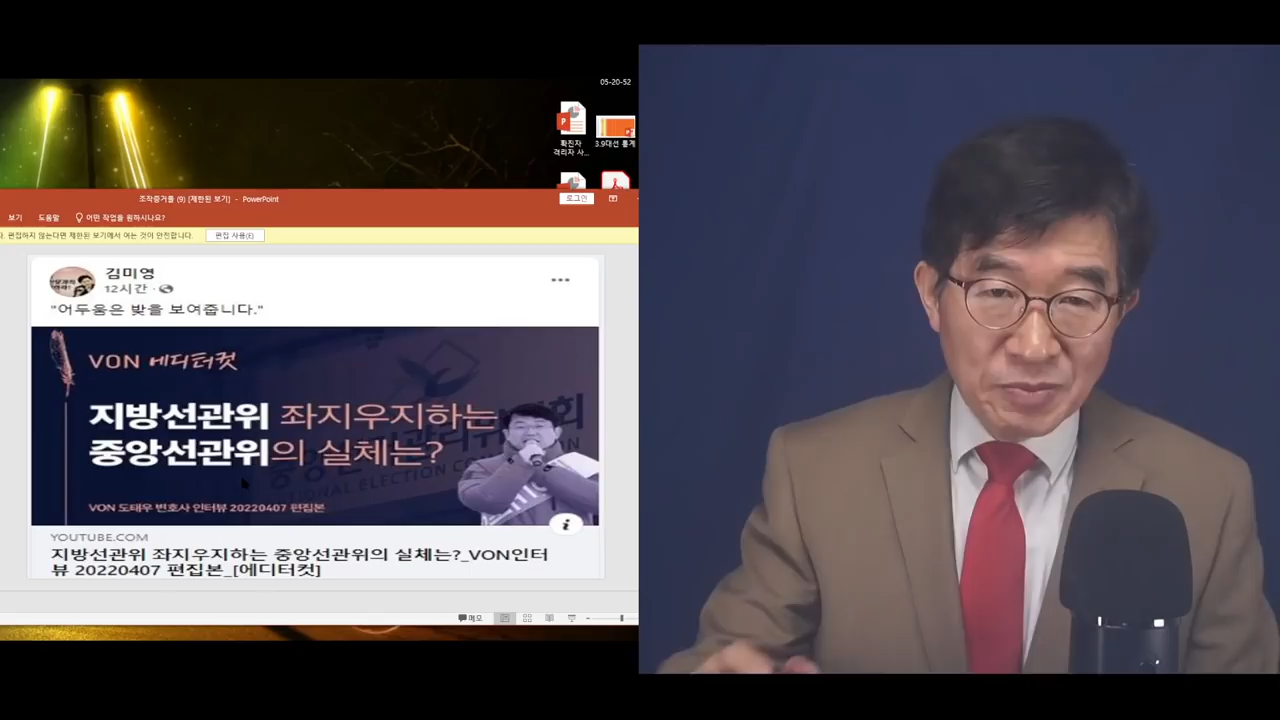 05-20-52
확진자
격리자 사...
3.9대선 통계
조작증거들 (9) [제한된 보기] - PowerPoint
로그인
보기 도움말 어떤 작업을 원하시나요?
. 편집하지 않는다면 제한된 보기에서 여는 것이 안전합니다. 편집 사용(E)
김미영
12시간 ·
"어두움은 빛을 보여줍니다."
VON 에디터컷
지방선관위 좌지우지하는
중앙선관위의 실체는?
VON 도태우 변호사 인터뷰 20220407 편집본
YOUTUBE.COM
지방선관위 좌지우지하는 중앙선관위의 실체는?_VON인터
뷰 20220407 편집본_[에디터컷]
메모